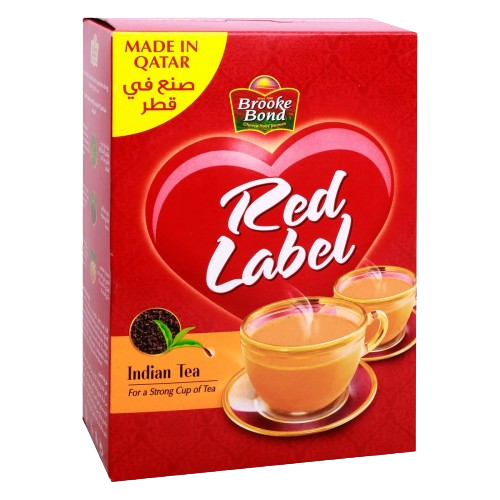 MADE IN
QATAR
صنع في
قطر
Brooke
Bond
Red
Label
Indian Tea
For a Strong Cup of Tea